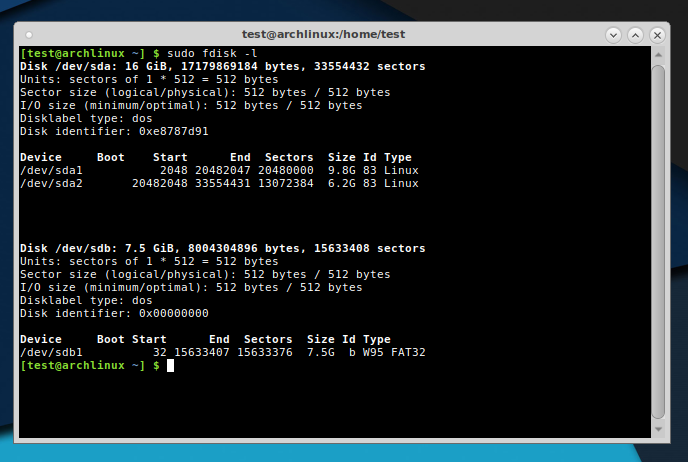 test@archlinux:/home/test
[test@archlinux ~] $ sudo fdisk -l
Disk /dev/sda: 16 GiB, 17179869184 bytes, 33554432 sectors
Units: sectors of 1 * 512 = 512 bytes
Sector size (logical/physical): 512 bytes / 512 bytes
I/O size (minimum/optimal): 512 bytes / 512 bytes
Disklabel type: dos
Disk identifier: 0xe8787d91
Device     Boot    Start      End  Sectors  Size Id Type
/dev/sda1           2048 20482047 20480000  9.8G 83 Linux
/dev/sda2       20482048 33554431 13072384  6.2G 83 Linux
Disk /dev/sdb: 7.5 GiB, 8004304896 bytes, 15633408 sectors
Units: sectors of 1 * 512 = 512 bytes
Sector size (logical/physical): 512 bytes / 512 bytes
I/O size (minimum/optimal): 512 bytes / 512 bytes
Disklabel type: dos
Disk identifier: 0x00000000
Device     Boot Start      End  Sectors  Size Id Type
/dev/sdb1          32 15633407 15633376  7.5G  b W95 FAT32
[test@archlinux ~] $